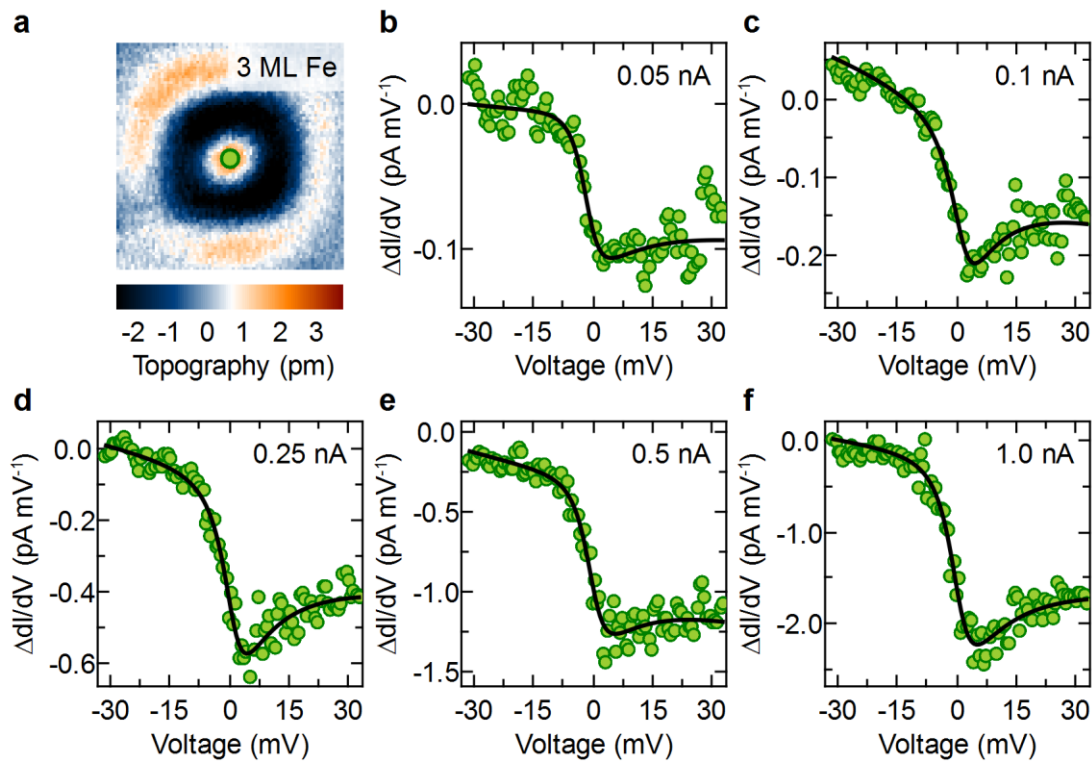 a
3 ML Fe
-2 -1 0 1 2 3
Topography (pm)
b
0.05 nA
ΔdI/dV (pA mV⁻¹)
0.0
-0.1
-30 -15 0 15 30
Voltage (mV)
c
0.1 nA
ΔdI/dV (pA mV⁻¹)
0.0
-0.1
-0.2
-30 -15 0 15 30
Voltage (mV)
d
0.25 nA
ΔdI/dV (pA mV⁻¹)
0.0
-0.2
-0.4
-0.6
-30 -15 0 15 30
Voltage (mV)
e
0.5 nA
ΔdI/dV (pA mV⁻¹)
0.0
-0.5
-1.0
-1.5
-30 -15 0 15 30
Voltage (mV)
f
1.0 nA
ΔdI/dV (pA mV⁻¹)
0.0
-1.0
-2.0
-30 -15 0 15 30
Voltage (mV)